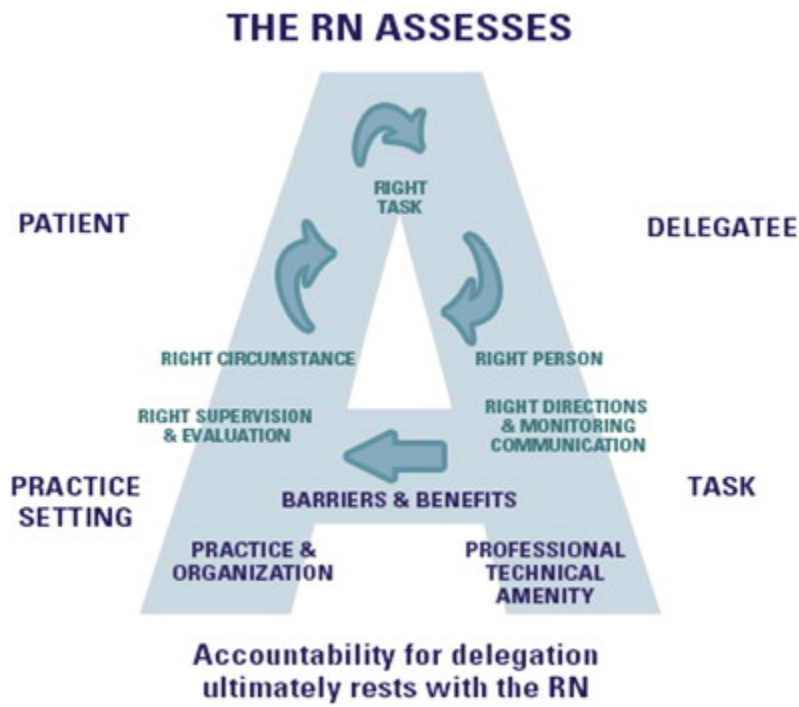 THE RN ASSESSES
RIGHT
TASK
PATIENT
DELEGATEE
RIGHT CIRCUMSTANCE
RIGHT PERSON
RIGHT SUPERVISION
& EVALUATION
RIGHT DIRECTIONS
& MONITORING
COMMUNICATION
PRACTICE
SETTING
TASK
BARRIERS & BENEFITS
PRACTICE &
ORGANIZATION
PROFESSIONAL
TECHNICAL
AMENITY
Accountability for delegation
ultimately rests with the RN